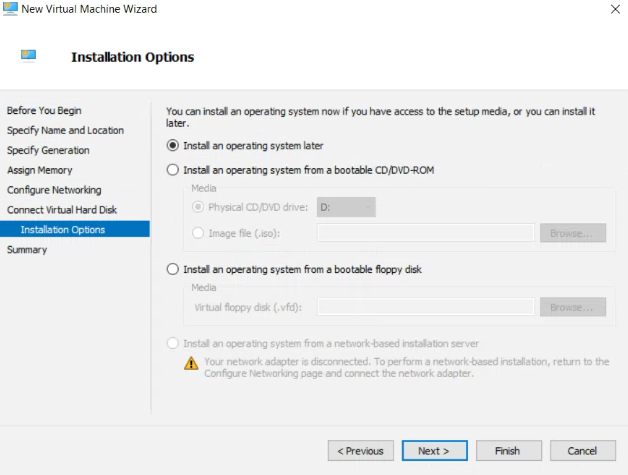 New Virtual Machine Wizard
Installation Options
Before You Begin
Specify Name and Location
Specify Generation
Assign Memory
Configure Networking
Connect Virtual Hard Disk
Installation Options
Summary
You can install an operating system now if you have access to the setup media, or you can install it
later.
Install an operating system later
Install an operating system from a bootable CD/DVD-ROM
Media
Physical CD/DVD drive: D:
Image file (.iso): Browse...
Install an operating system from a bootable floppy disk
Media
Virtual floppy disk (.vfd): Browse...
Install an operating system from a network-based installation server
Your network adapter is disconnected. To perform a network-based installation, return to the
Configure Networking page and connect the network adapter.
< Previous Next > Finish Cancel